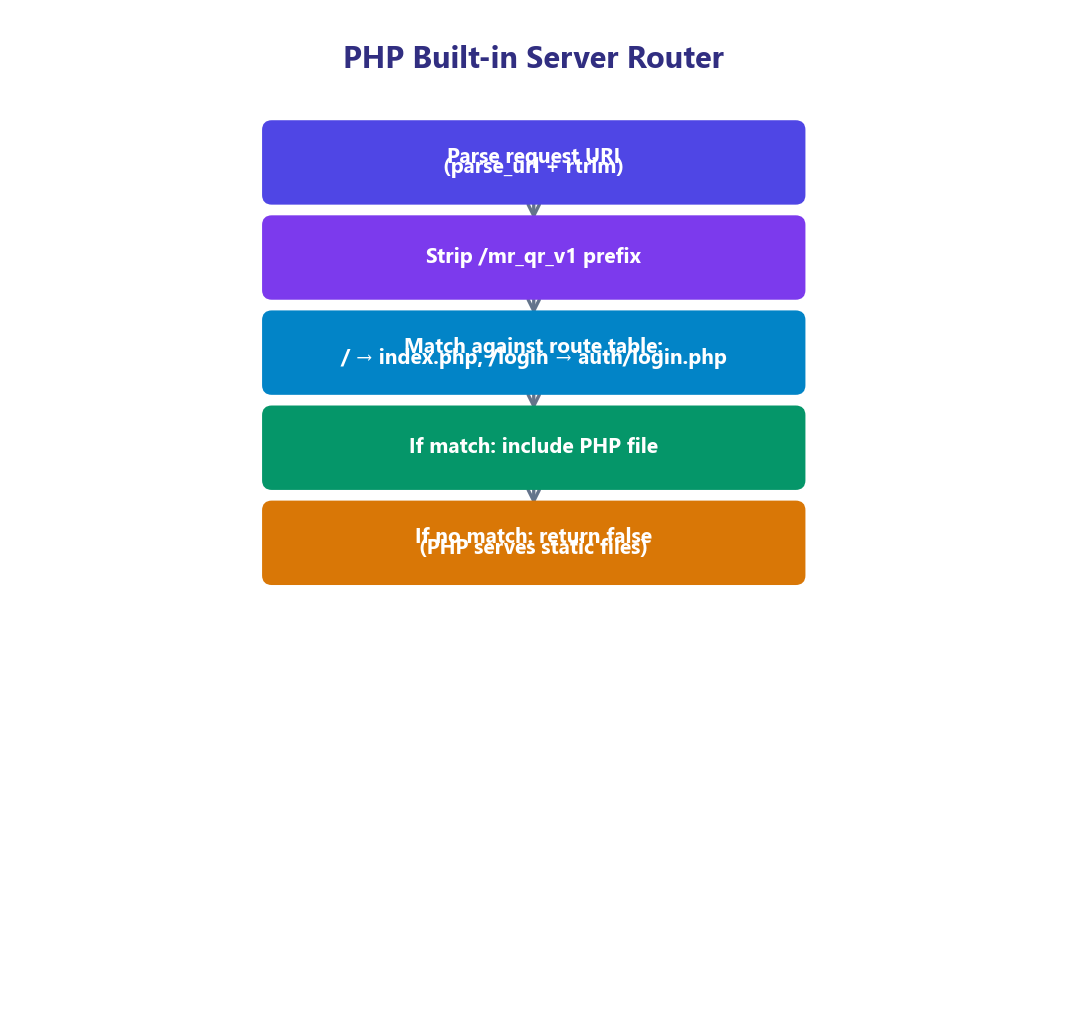 PHP Built-in Server Router
Parse request URI
(parse_url + rtrim)
Strip /mr_qr_v1 prefix
Match against route table:
/ → index.php, /login → auth/login.php
If match: include PHP file
If no match: return false
(PHP serves static files)